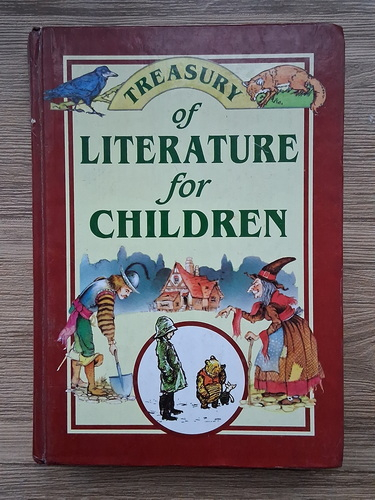 TREASURY
of
LITERATURE
for
CHILDREN